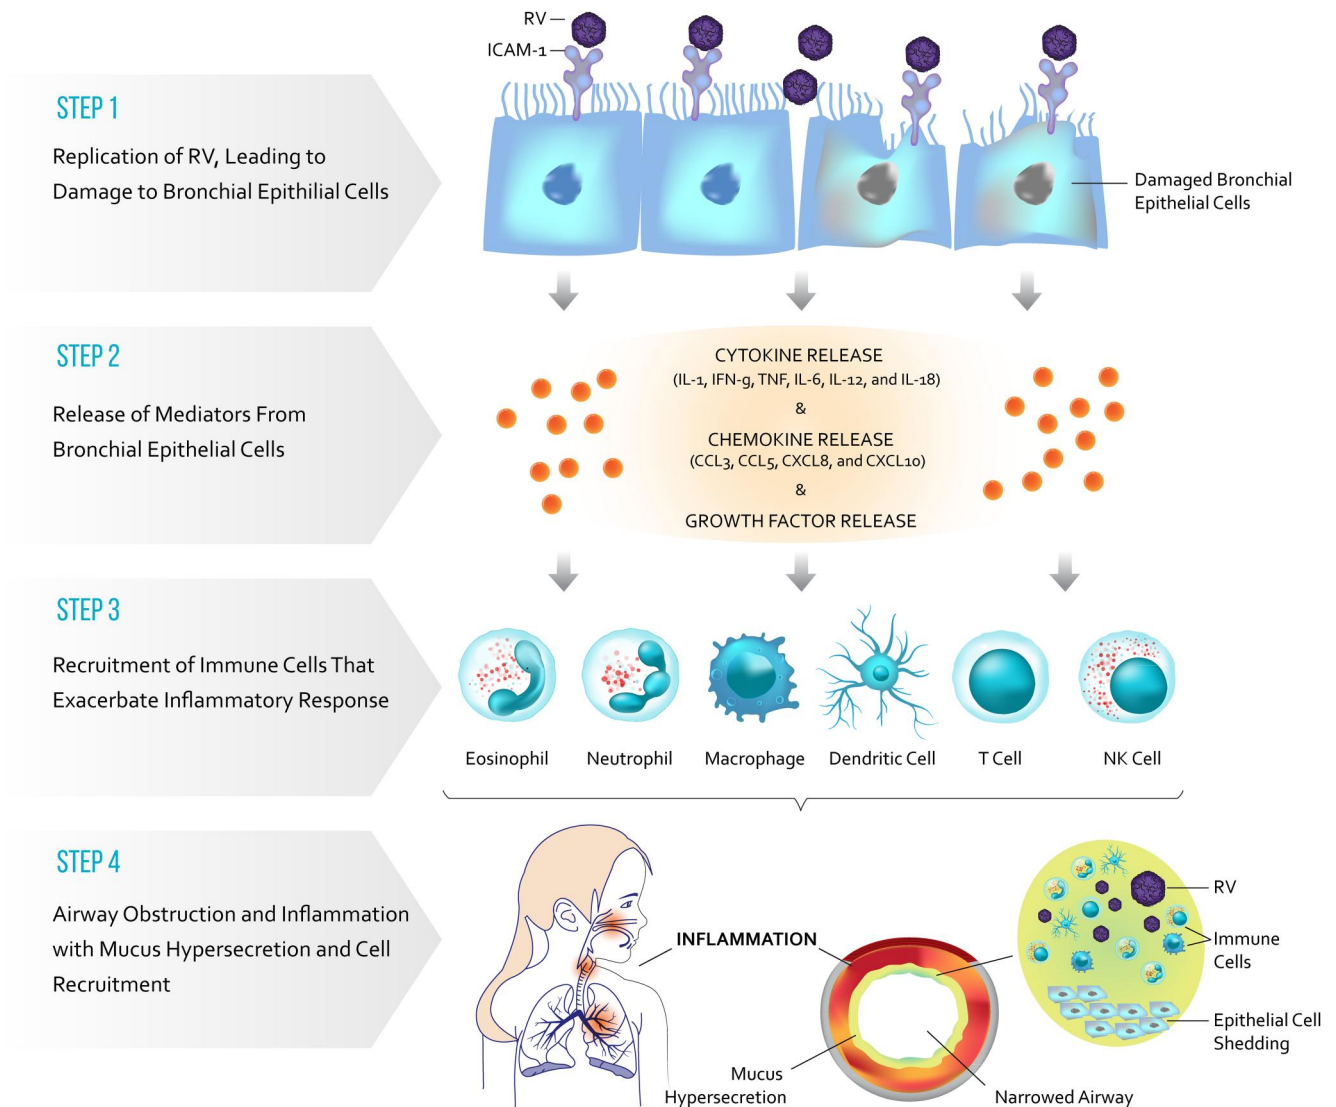 RV
ICAM-1
STEP 1
Replication of RV, Leading to
Damage to Bronchial Epithilial Cells
Damaged Bronchial
Epithelial Cells
STEP 2
Release of Mediators From
Bronchial Epithelial Cells
CYTOKINE RELEASE
(IL-1, IFN-g, TNF, IL-6, IL-12, and IL-18)
&
CHEMOKINE RELEASE
(CCL3, CCL5, CXCL8, and CXCL10)
&
GROWTH FACTOR RELEASE
STEP 3
Recruitment of Immune Cells That
Exacerbate Inflammatory Response
Eosinophil
Neutrophil
Macrophage
Dendritic Cell
T Cell
NK Cell
STEP 4
Airway Obstruction and Inflammation
with Mucus Hypersecretion and Cell
Recruitment
INFLAMMATION
Mucus
Hypersecretion
Narrowed Airway
RV
Immune
Cells
Epithelial Cell
Shedding